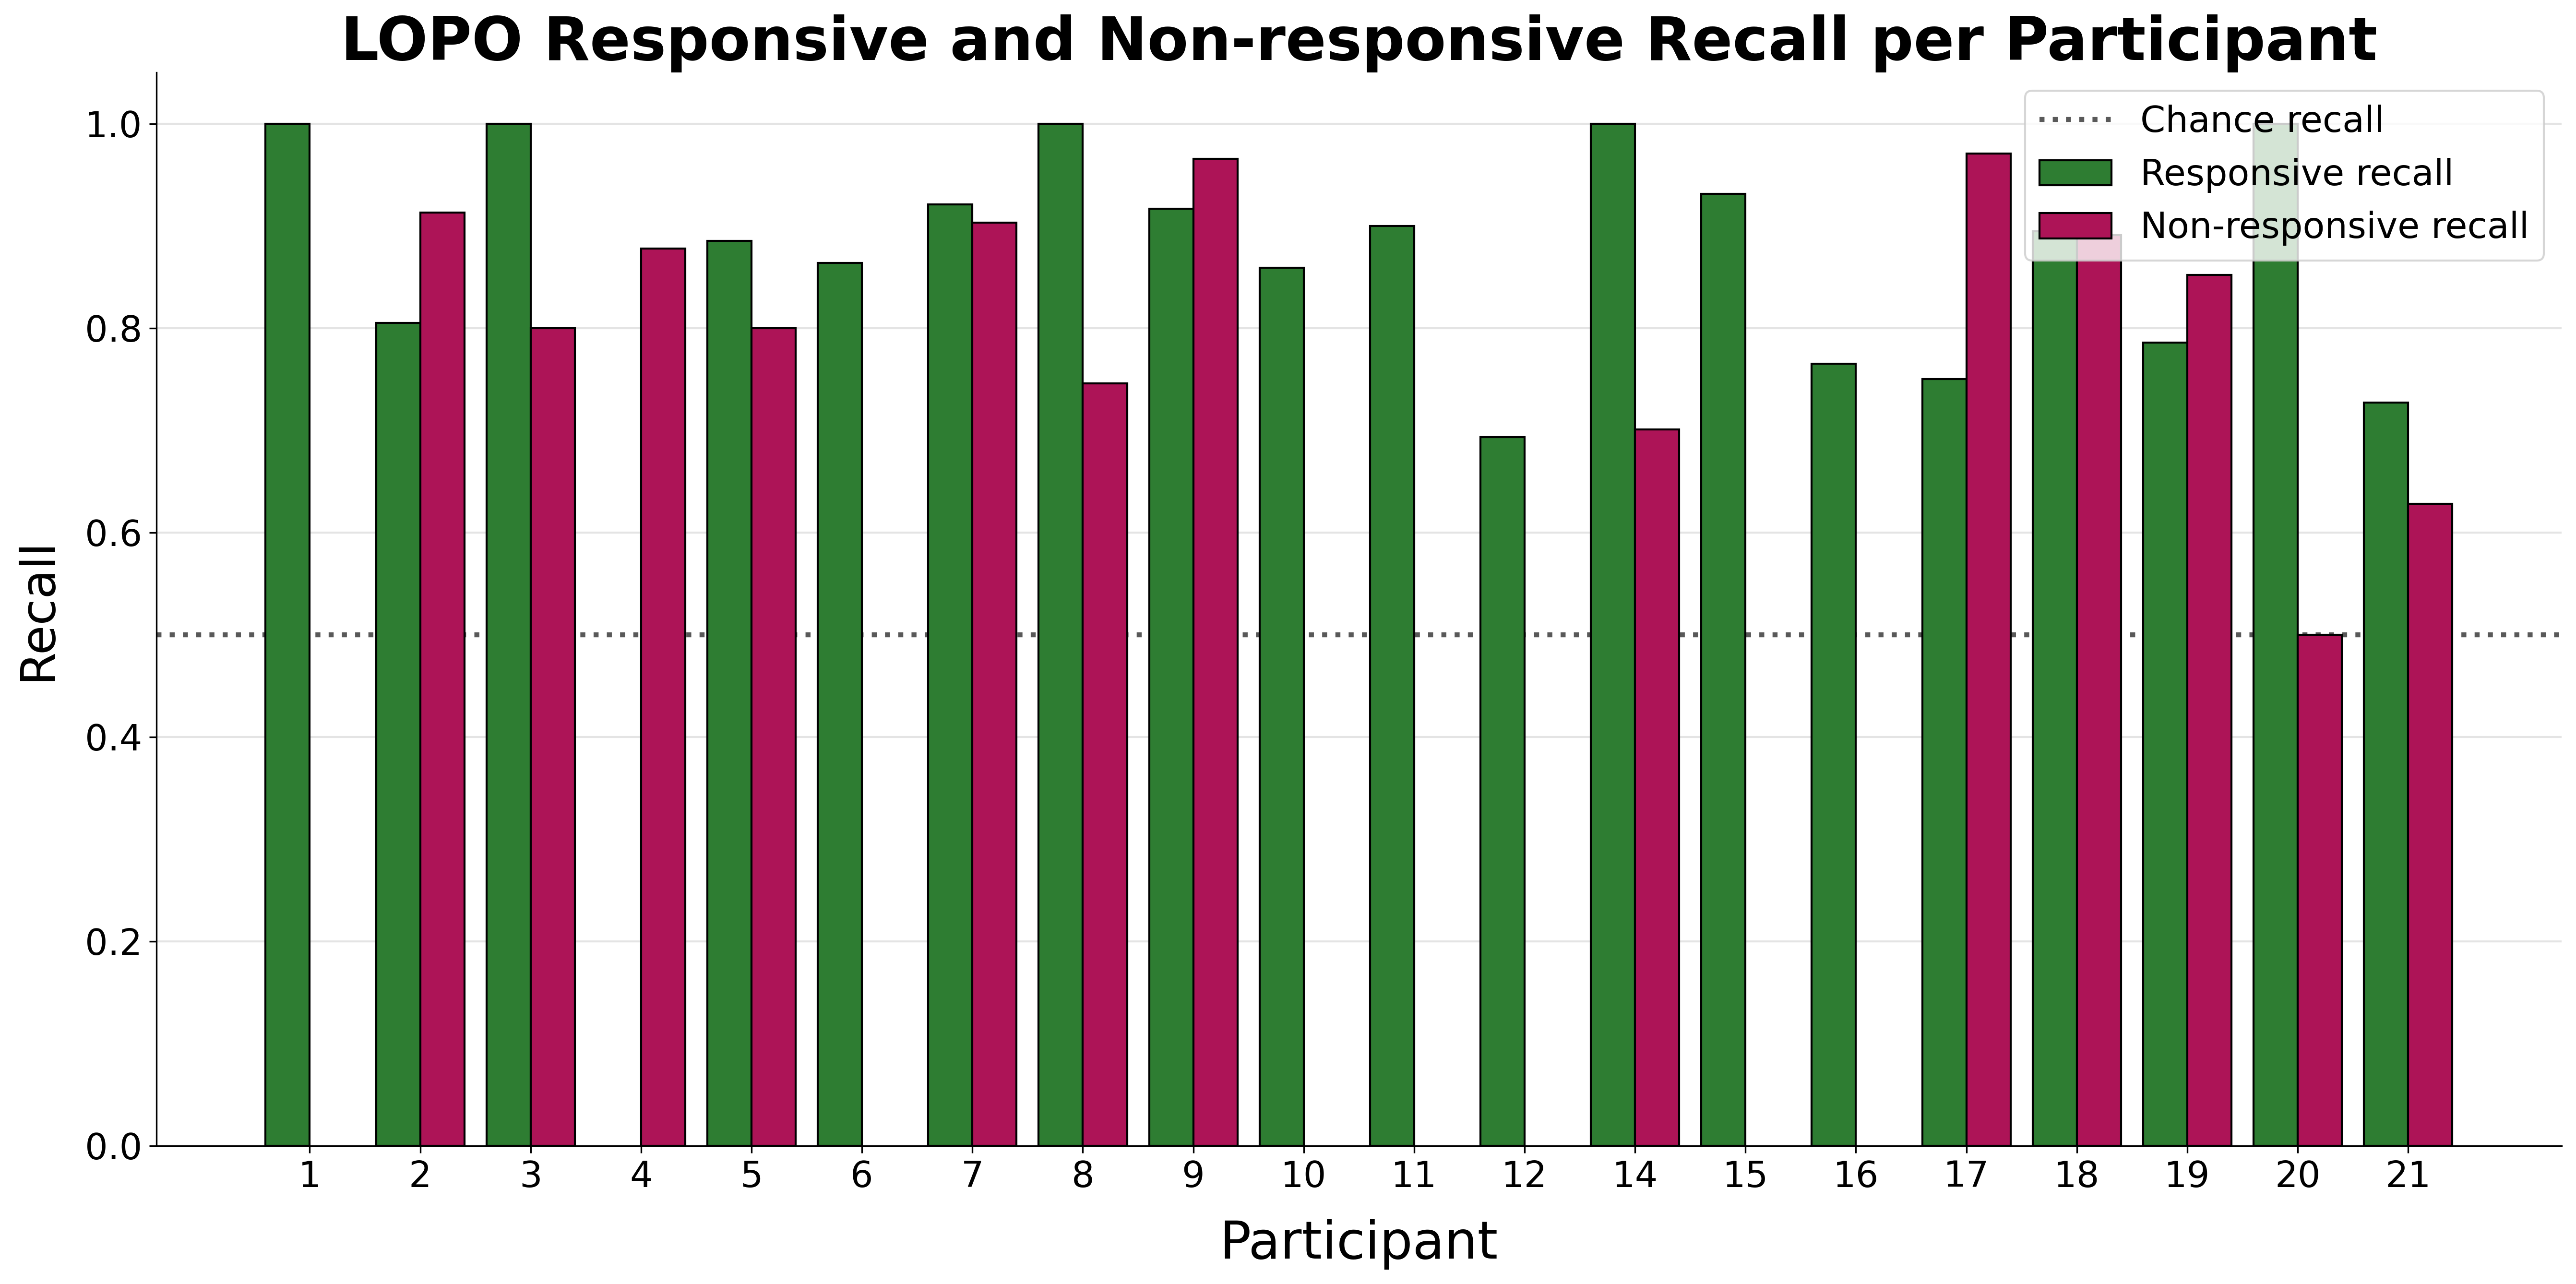 LOPO Responsive and Non-responsive Recall per Participant
Chance recall
Responsive recall
Non-responsive recall
1.0
0.8
0.6
0.4
0.2
0.0
Recall
1 2 3 4 5 6 7 8 9 10 11 12 14 15 16 17 18 19 20 21
Participant